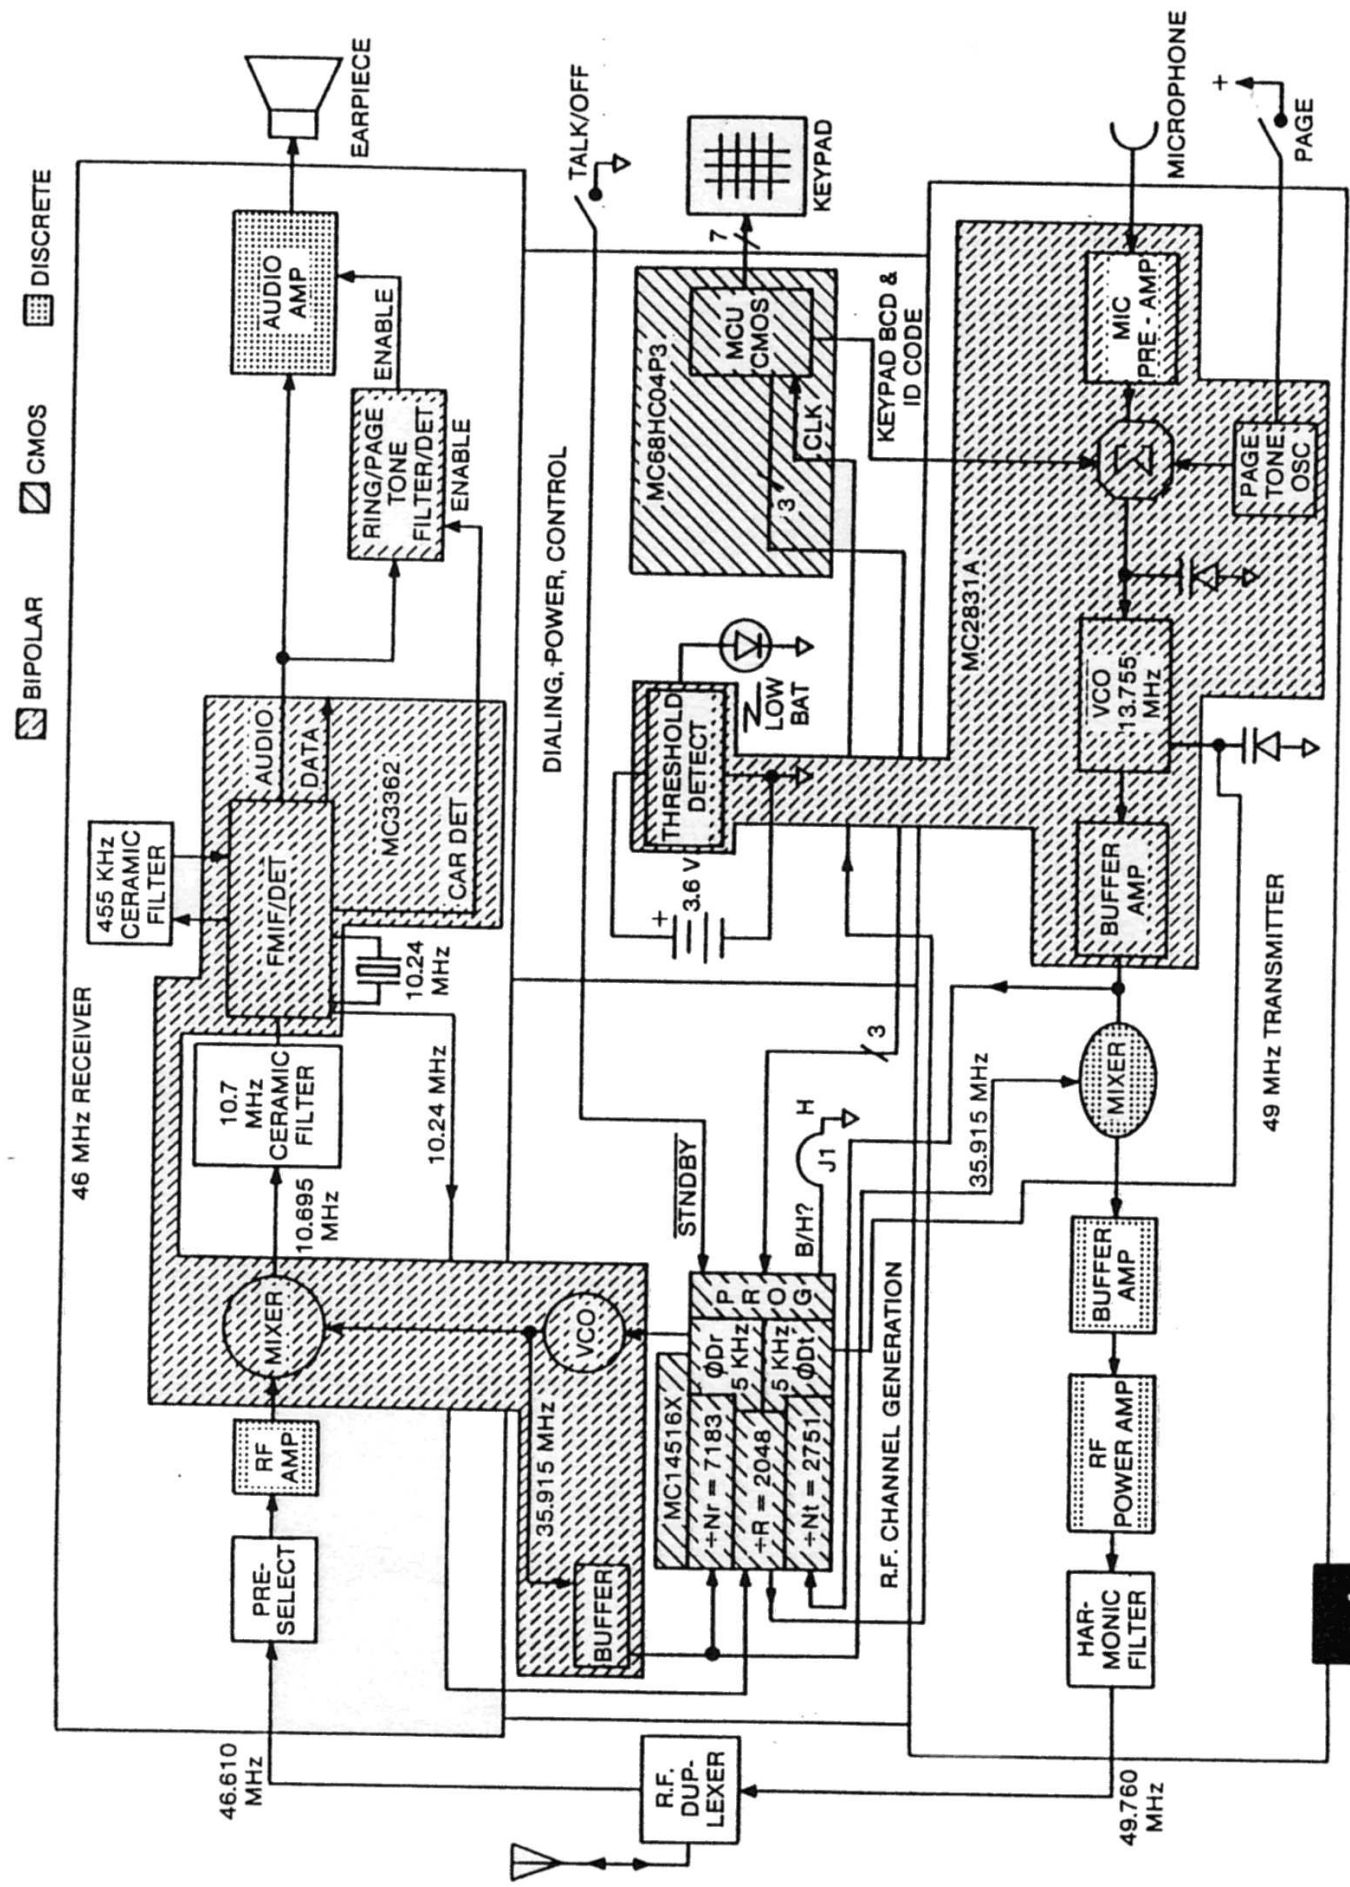 BIPOLAR
CMOS
DISCRETE
46 MHz RECEIVER
46.610
MHz
PRE-
SELECT
RF
AMP
MIXER
10.695
MHz
10.7
MHz
CERAMIC
FILTER
455 KHz
CERAMIC
FILTER
FMIF/DET
AUDIO
DATA
MC3362
CAR DET
10.24
MHz
10.24 MHz
RING/PAGE
TONE
FILTER/DET
ENABLE
ENABLE
AUDIO
AMP
EARPIECE
VCO
35.915 MHz
BUFFER
DIALING, POWER, CONTROL
TALK/OFF
R.F.
DUP-
LEXER
MC14516X
÷Nr = 7183
÷R = 2048
÷Nt = 2751
ϕDr
5 KHz
5 KHz
ϕDt
PROG
STNDBY
B/H?
J1
H
R.F. CHANNEL GENERATION
3
+
3.6 V
THRESHOLD
DETECT
LOW
BAT
MC68HC04P3
MCU
CMOS
3
CLK
7
KEYPAD
KEYPAD BCD &
ID CODE
49.760
MHz
HAR-
MONIC
FILTER
RF
POWER AMP
BUFFER
AMP
MIXER
35.915 MHz
BUFFER
AMP
VCO
13.755
MHz
MC2831A
Σ
MIC
PRE-AMP
MICROPHONE
PAGE
TONE
OSC
PAGE
+
49 MHz TRANSMITTER